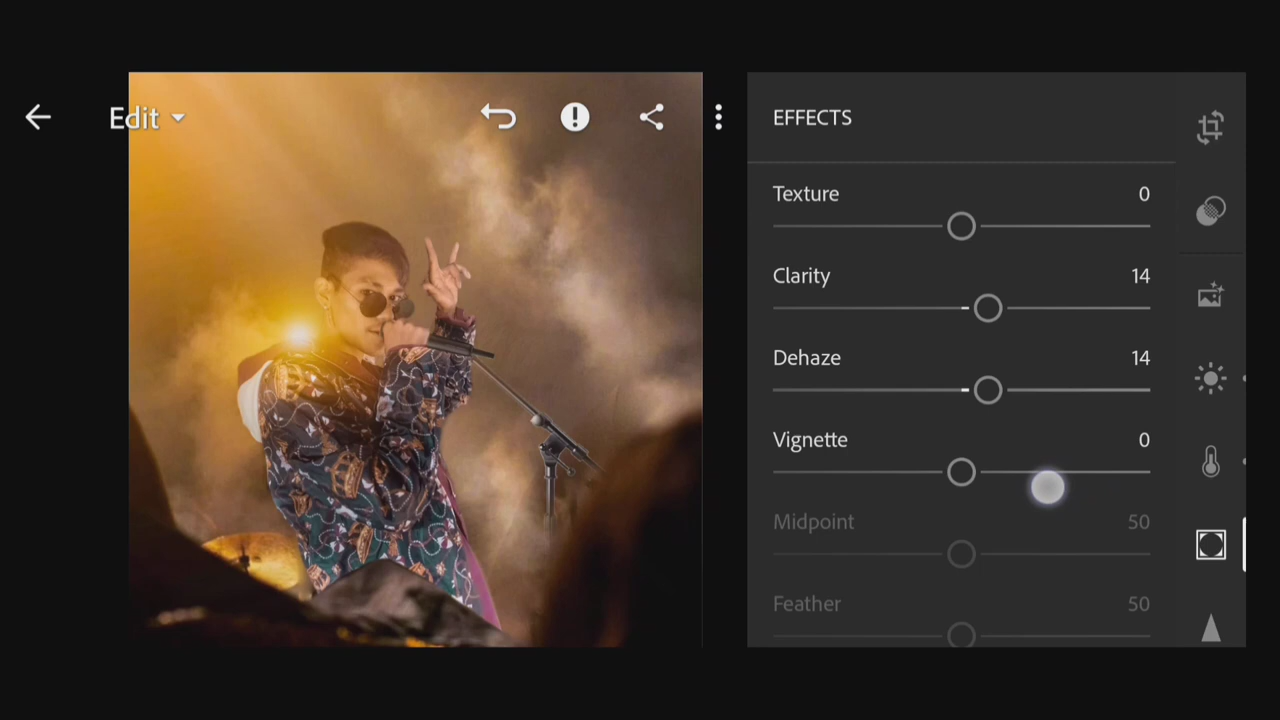 Edit
EFFECTS
Texture 0
Clarity 14
Dehaze 14
Vignette 0
Midpoint 50
Feather 50